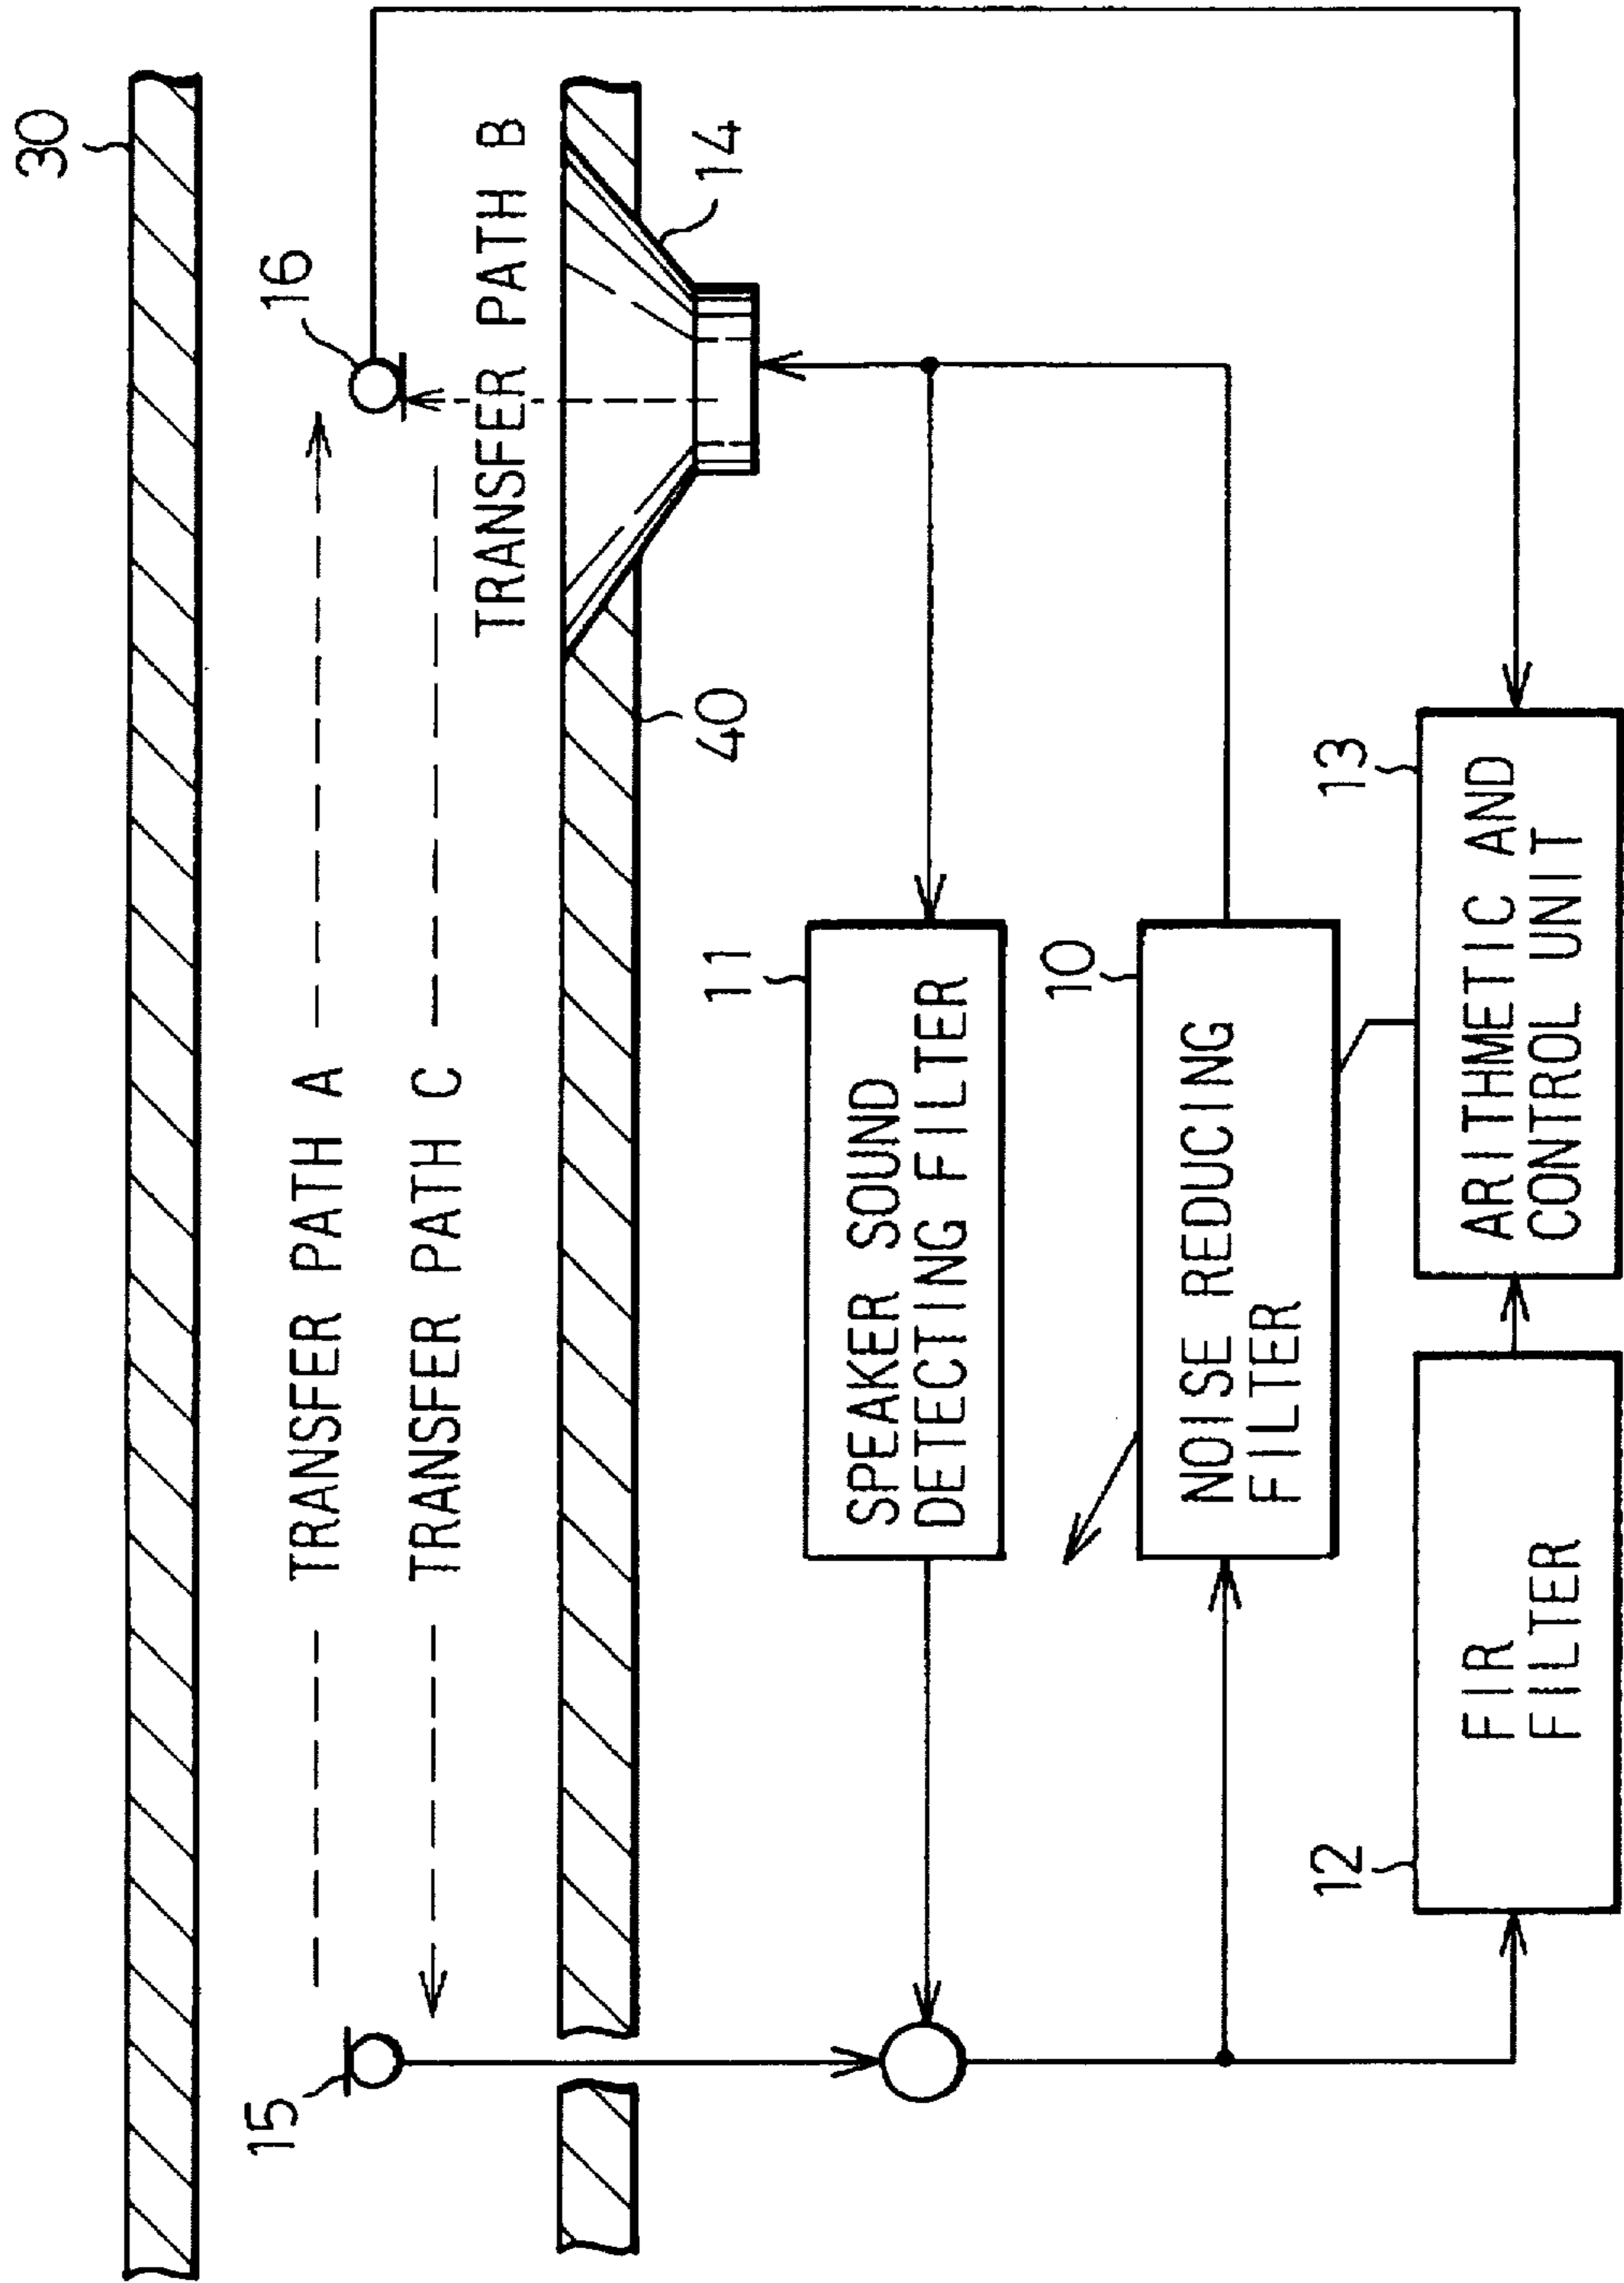 30
16
TRANSFER PATH A
TRANSFER PATH C
TRANSFER PATH B
15
14
40
11
SPEAKER SOUND
DETECTING FILTER
10
NOISE REDUCING
FILTER
13
ARITHMETIC AND
CONTROL UNIT
12
FIR
FILTER